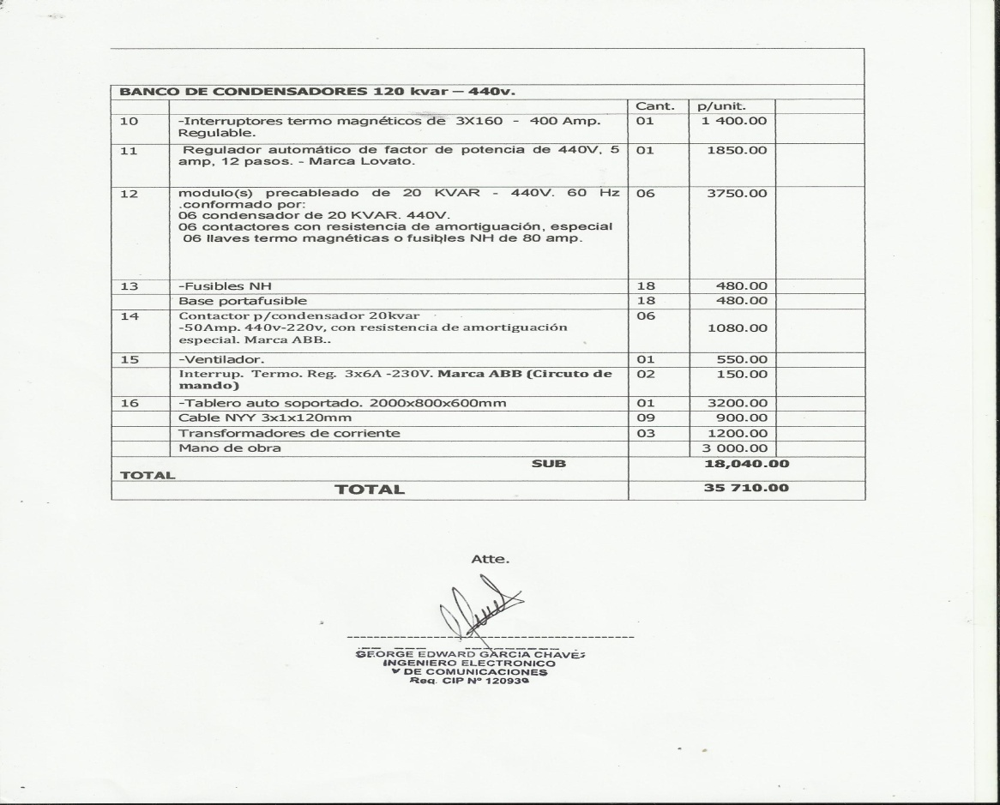 BANCO DE CONDENSADORES 120 kvar – 440v.
Cant. p/unit.
10 -Interruptores termo magnéticos de 3X160 - 400 Amp. 01 1 400.00
Regulable.
11 Regulador automático de factor de potencia de 440V, 5 01 1850.00
amp, 12 pasos. - Marca Lovato.
12 modulo(s) precableado de 20 KVAR - 440V. 60 Hz 06 3750.00
.conformado por:
06 condensador de 20 KVAR. 440V.
06 contactores con resistencia de amortiguación, especial
06 llaves termo magnéticas o fusibles NH de 80 amp.
13 -Fusibles NH 18 480.00
Base portafusible 18 480.00
14 Contactor p/condensador 20kvar 06
-50Amp. 440v-220v, con resistencia de amortiguación 1080.00
especial. Marca ABB..
15 -Ventilador. 01 550.00
Interrup. Termo. Reg. 3x6A -230V. Marca ABB (Circuto de 02 150.00
mando)
16 -Tablero auto soportado. 2000x800x600mm 01 3200.00
Cable NYY 3x1x120mm 09 900.00
Transformadores de corriente 03 1200.00
Mano de obra 3 000.00
SUB 18,040.00
TOTAL
TOTAL 35 710.00
Atte.
GEORGE EDWARD GARCIA CHAVES
INGENIERO ELECTRONICO
Y DE COMUNICACIONES
Reg. CIP Nº